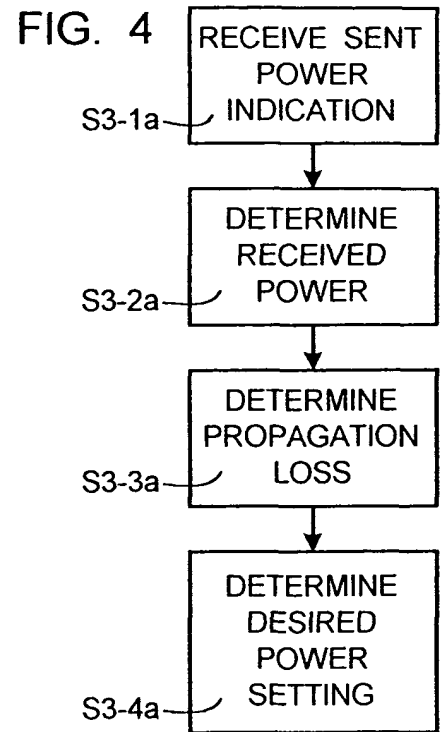 FIG. 4
RECEIVE SENT
POWER
INDICATION
S3-1a
DETERMINE
RECEIVED
POWER
S3-2a
DETERMINE
PROPAGATION
LOSS
S3-3a
DETERMINE
DESIRED
POWER
SETTING
S3-4a